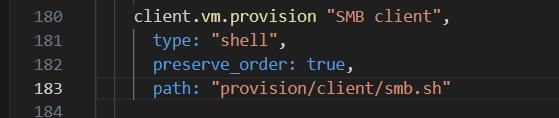 180 client.vm.provision "SMB client",
181 type: "shell",
182 preserve_order: true,
183 path: "provision/client/smb.sh"
184